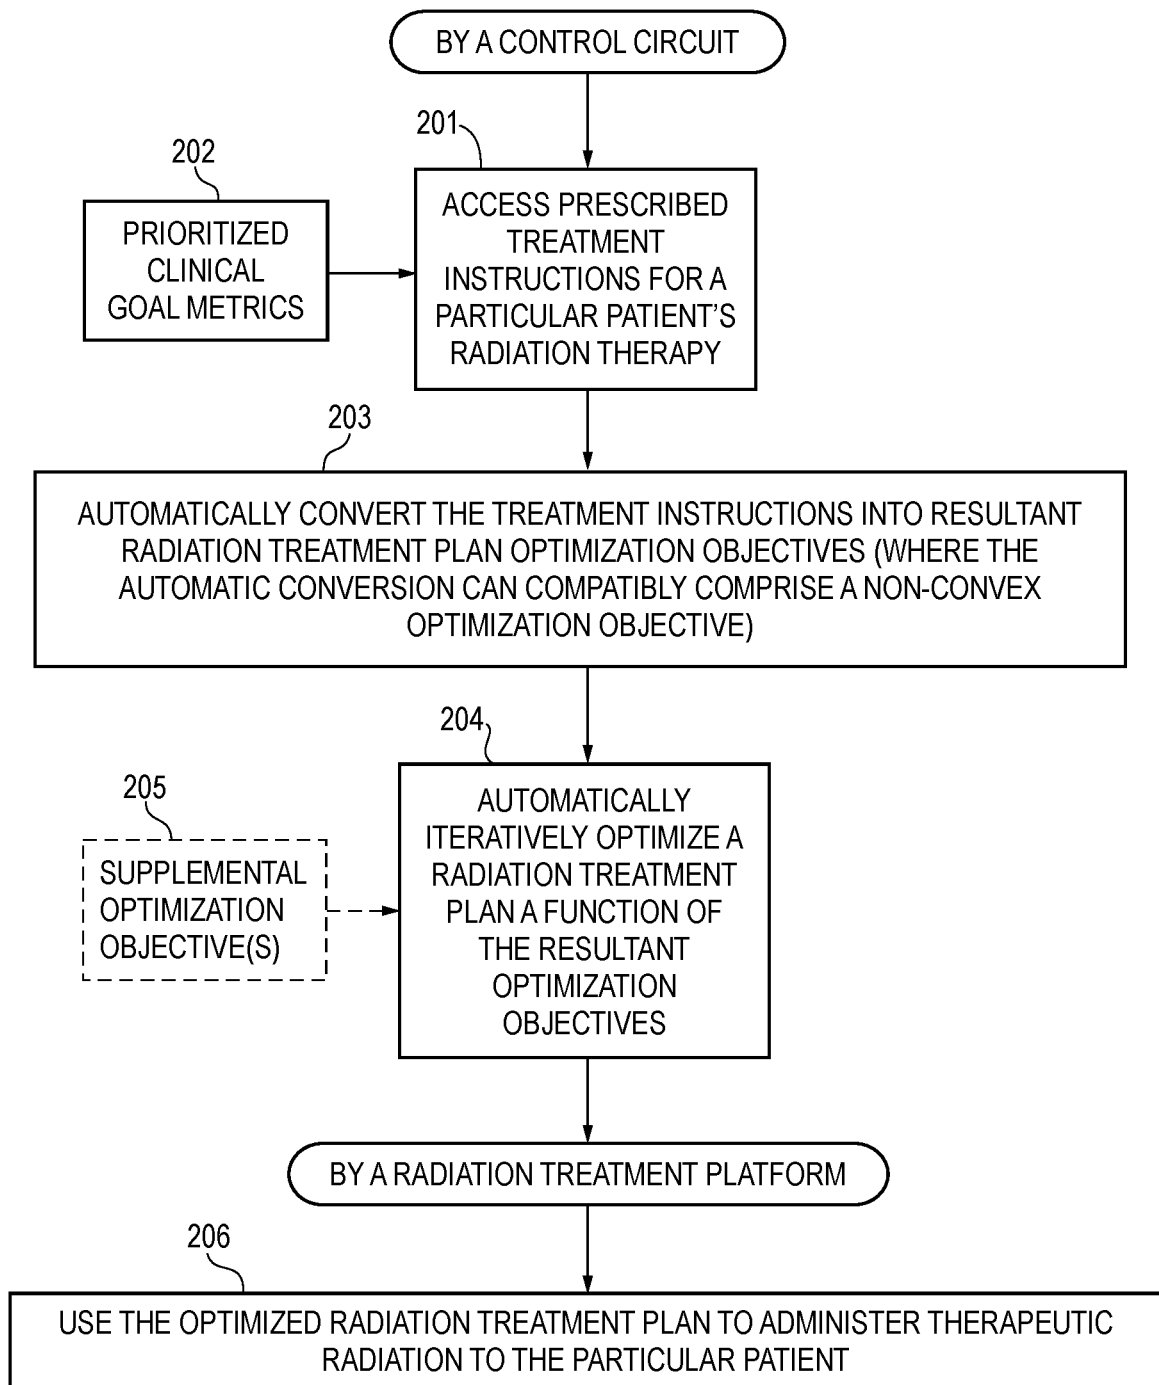 BY A CONTROL CIRCUIT
201
202
ACCESS PRESCRIBED
TREATMENT
INSTRUCTIONS FOR A
PARTICULAR PATIENT'S
RADIATION THERAPY
PRIORITIZED
CLINICAL
GOAL METRICS
203
AUTOMATICALLY CONVERT THE TREATMENT INSTRUCTIONS INTO RESULTANT
RADIATION TREATMENT PLAN OPTIMIZATION OBJECTIVES (WHERE THE
AUTOMATIC CONVERSION CAN COMPATIBLY COMPRISE A NON-CONVEX
OPTIMIZATION OBJECTIVE)
204
205
AUTOMATICALLY
ITERATIVELY OPTIMIZE A
RADIATION TREATMENT
PLAN A FUNCTION OF
THE RESULTANT
OPTIMIZATION
OBJECTIVES
SUPPLEMENTAL
OPTIMIZATION
OBJECTIVE(S)
BY A RADIATION TREATMENT PLATFORM
206
USE THE OPTIMIZED RADIATION TREATMENT PLAN TO ADMINISTER THERAPEUTIC
RADIATION TO THE PARTICULAR PATIENT